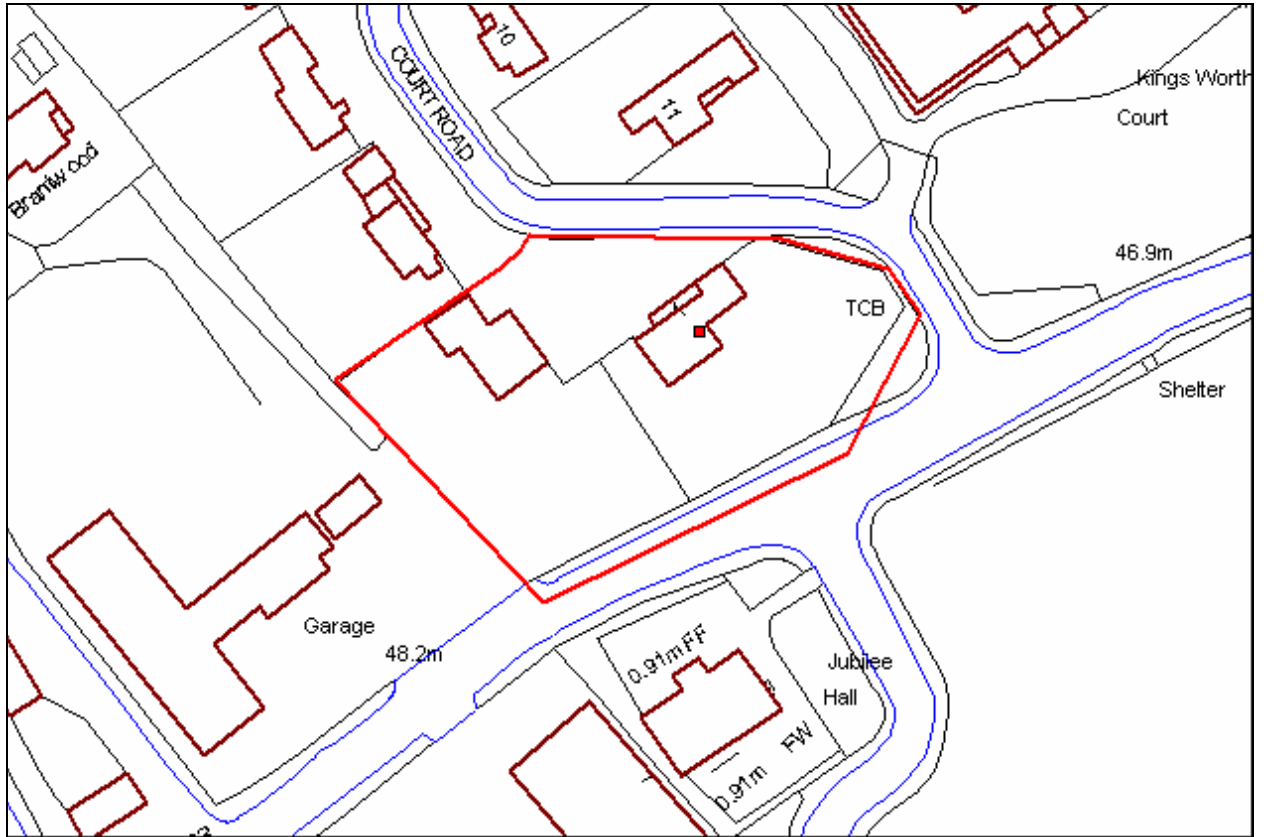 10
COURT ROAD
11
Kings Worth
Court
Brantwood
46.9m
TCB
Shelter
Garage
48.2m
0.91m FF
Jubilee
Hall
FW
0.91m